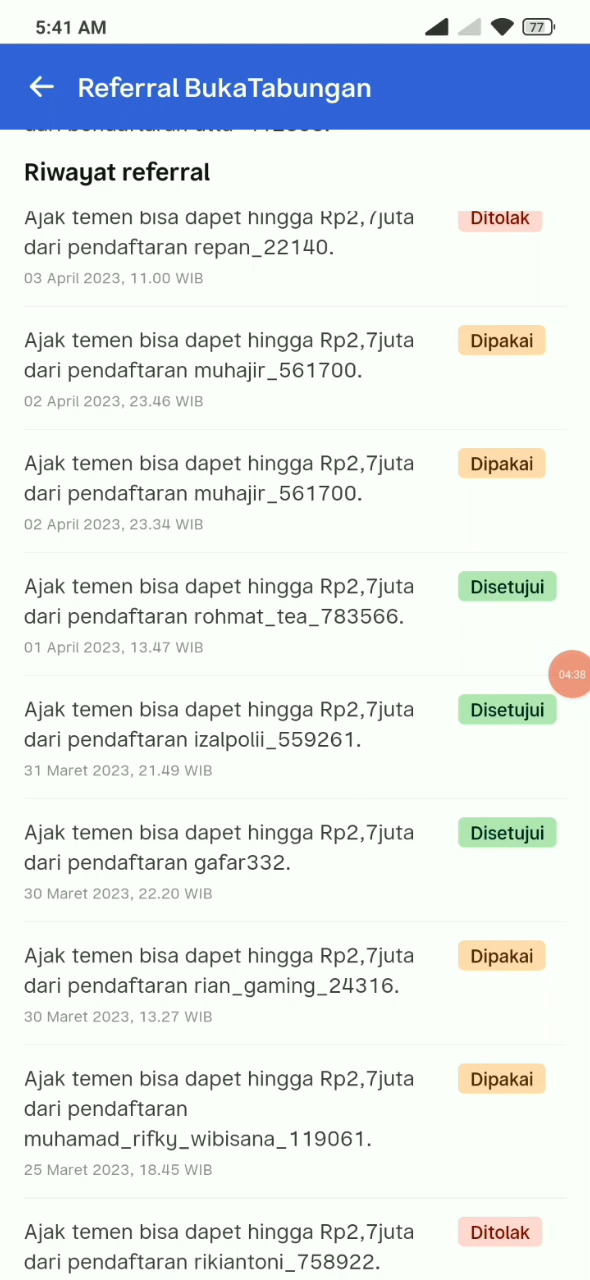 5:41 AM
77
Referral BukaTabungan
Riwayat referral
Ajak temen bisa dapet hingga Rp2,7juta
Ditolak
dari pendaftaran repan_22140.
03 April 2023, 11.00 WIB
Ajak temen bisa dapet hingga Rp2,7juta
Dipakai
dari pendaftaran muhajir_561700.
02 April 2023, 23.46 WIB
Ajak temen bisa dapet hingga Rp2,7juta
Dipakai
dari pendaftaran muhajir_561700.
02 April 2023, 23.34 WIB
Ajak temen bisa dapet hingga Rp2,7juta
Disetujui
dari pendaftaran rohmat_tea_783566.
01 April 2023, 13.47 WIB
04:38
Ajak temen bisa dapet hingga Rp2,7juta
Disetujui
dari pendaftaran izalpolii_559261.
31 Maret 2023, 21.49 WIB
Ajak temen bisa dapet hingga Rp2,7juta
Disetujui
dari pendaftaran gafar332.
30 Maret 2023, 22.20 WIB
Ajak temen bisa dapet hingga Rp2,7juta
Dipakai
dari pendaftaran rian_gaming_24316.
30 Maret 2023, 13.27 WIB
Ajak temen bisa dapet hingga Rp2,7juta
Dipakai
dari pendaftaran
muhamad_rifky_wibisana_119061.
25 Maret 2023, 18.45 WIB
Ajak temen bisa dapet hingga Rp2,7juta
Ditolak
dari pendaftaran rikiantoni_758922.